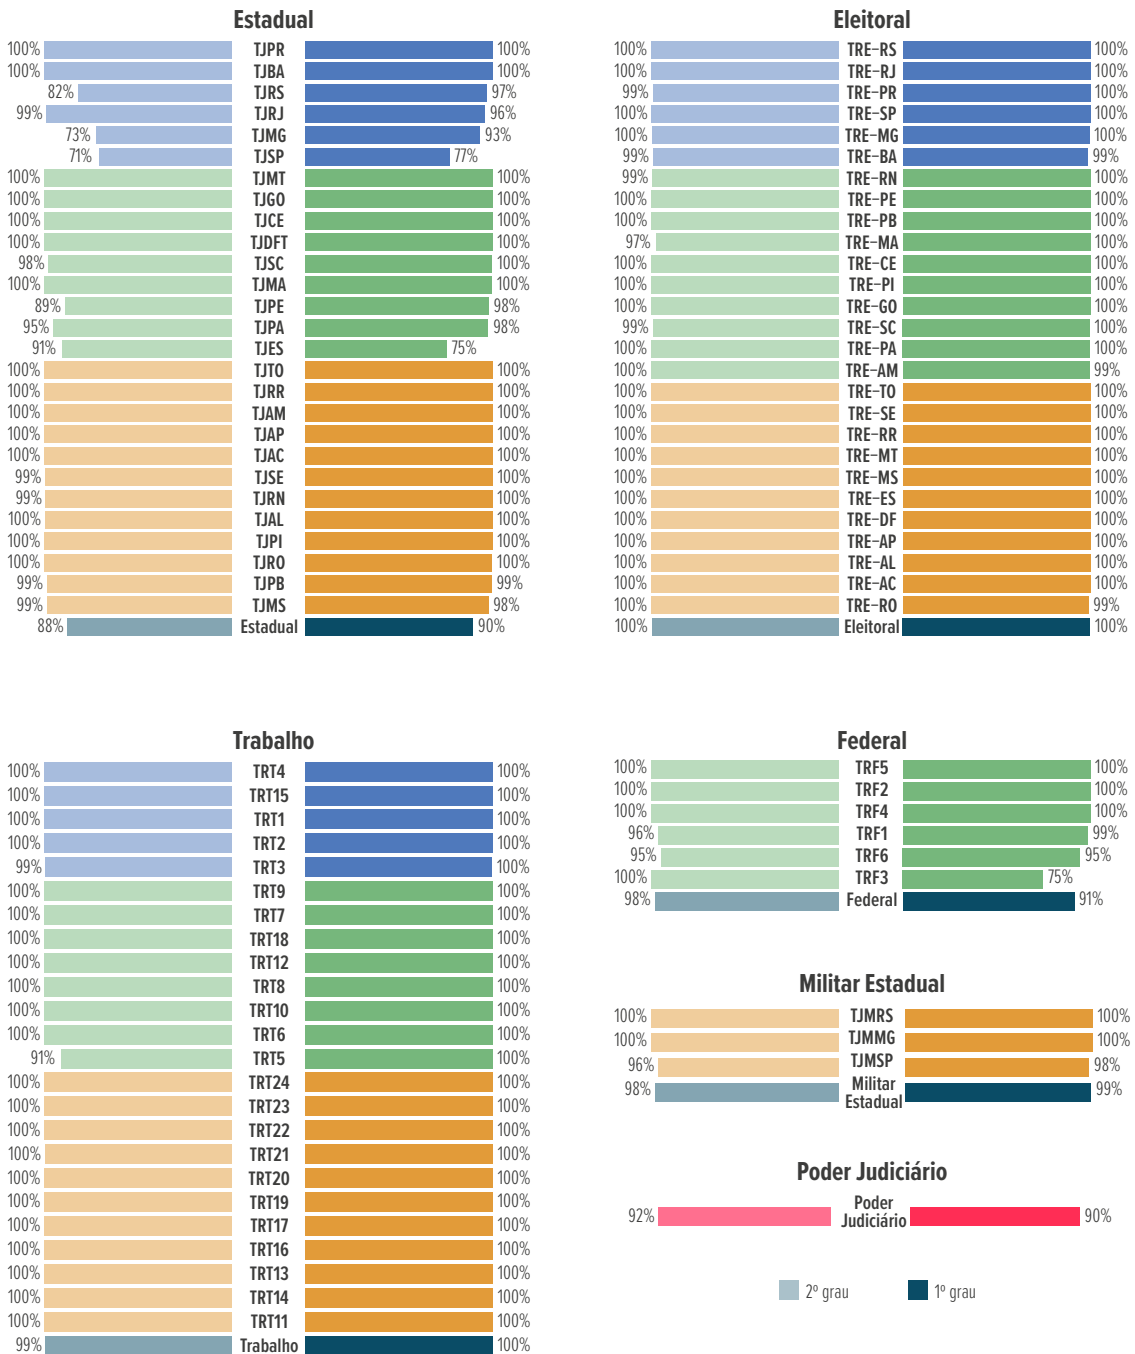 Estadual
100% TJPR 100%
100% TJBA 100%
82% TJRS 97%
99% TJRJ 96%
73% TJMG 93%
71% TJSP 77%
100% TJMT 100%
100% TJGO 100%
100% TJCE 100%
100% TJDFT 100%
98% TJSC 100%
100% TJMA 100%
89% TJPE 98%
95% TJPA 98%
91% TJES 75%
100% TJTO 100%
100% TJRR 100%
100% TJAM 100%
100% TJAP 100%
100% TJAC 100%
99% TJSE 100%
99% TJRN 100%
100% TJAL 100%
100% TJPI 100%
100% TJRO 100%
99% TJPB 99%
99% TJMS 98%
88% Estadual 90%
Eleitoral
100% TRE-RS 100%
100% TRE-RJ 100%
99% TRE-PR 100%
100% TRE-SP 100%
100% TRE-MG 100%
99% TRE-BA 99%
99% TRE-RN 100%
100% TRE-PE 100%
100% TRE-PB 100%
97% TRE-MA 100%
100% TRE-CE 100%
100% TRE-PI 100%
100% TRE-GO 100%
99% TRE-SC 100%
100% TRE-PA 100%
100% TRE-AM 99%
100% TRE-TO 100%
100% TRE-SE 100%
100% TRE-RR 100%
100% TRE-MT 100%
100% TRE-MS 100%
100% TRE-ES 100%
100% TRE-DF 100%
100% TRE-AP 100%
100% TRE-AL 100%
100% TRE-AC 100%
100% TRE-RO 99%
100% Eleitoral 100%
Trabalho
100% TRT4 100%
100% TRT15 100%
100% TRT1 100%
100% TRT2 100%
99% TRT3 100%
100% TRT9 100%
100% TRT7 100%
100% TRT18 100%
100% TRT12 100%
100% TRT8 100%
100% TRT10 100%
100% TRT6 100%
91% TRT5 100%
100% TRT24 100%
100% TRT23 100%
100% TRT22 100%
100% TRT21 100%
100% TRT20 100%
100% TRT19 100%
100% TRT17 100%
100% TRT16 100%
100% TRT13 100%
100% TRT14 100%
100% TRT11 100%
99% Trabalho 100%
Federal
100% TRF5 100%
100% TRF2 100%
100% TRF4 100%
96% TRF1 99%
95% TRF6 95%
100% TRF3 75%
98% Federal 91%
Militar Estadual
100% TJMRS 100%
100% TJMMG 100%
96% TJMSP 98%
98% Militar 99%
Estadual
Poder Judiciário
Poder
92% Judiciário 90%
2º grau 1º grau